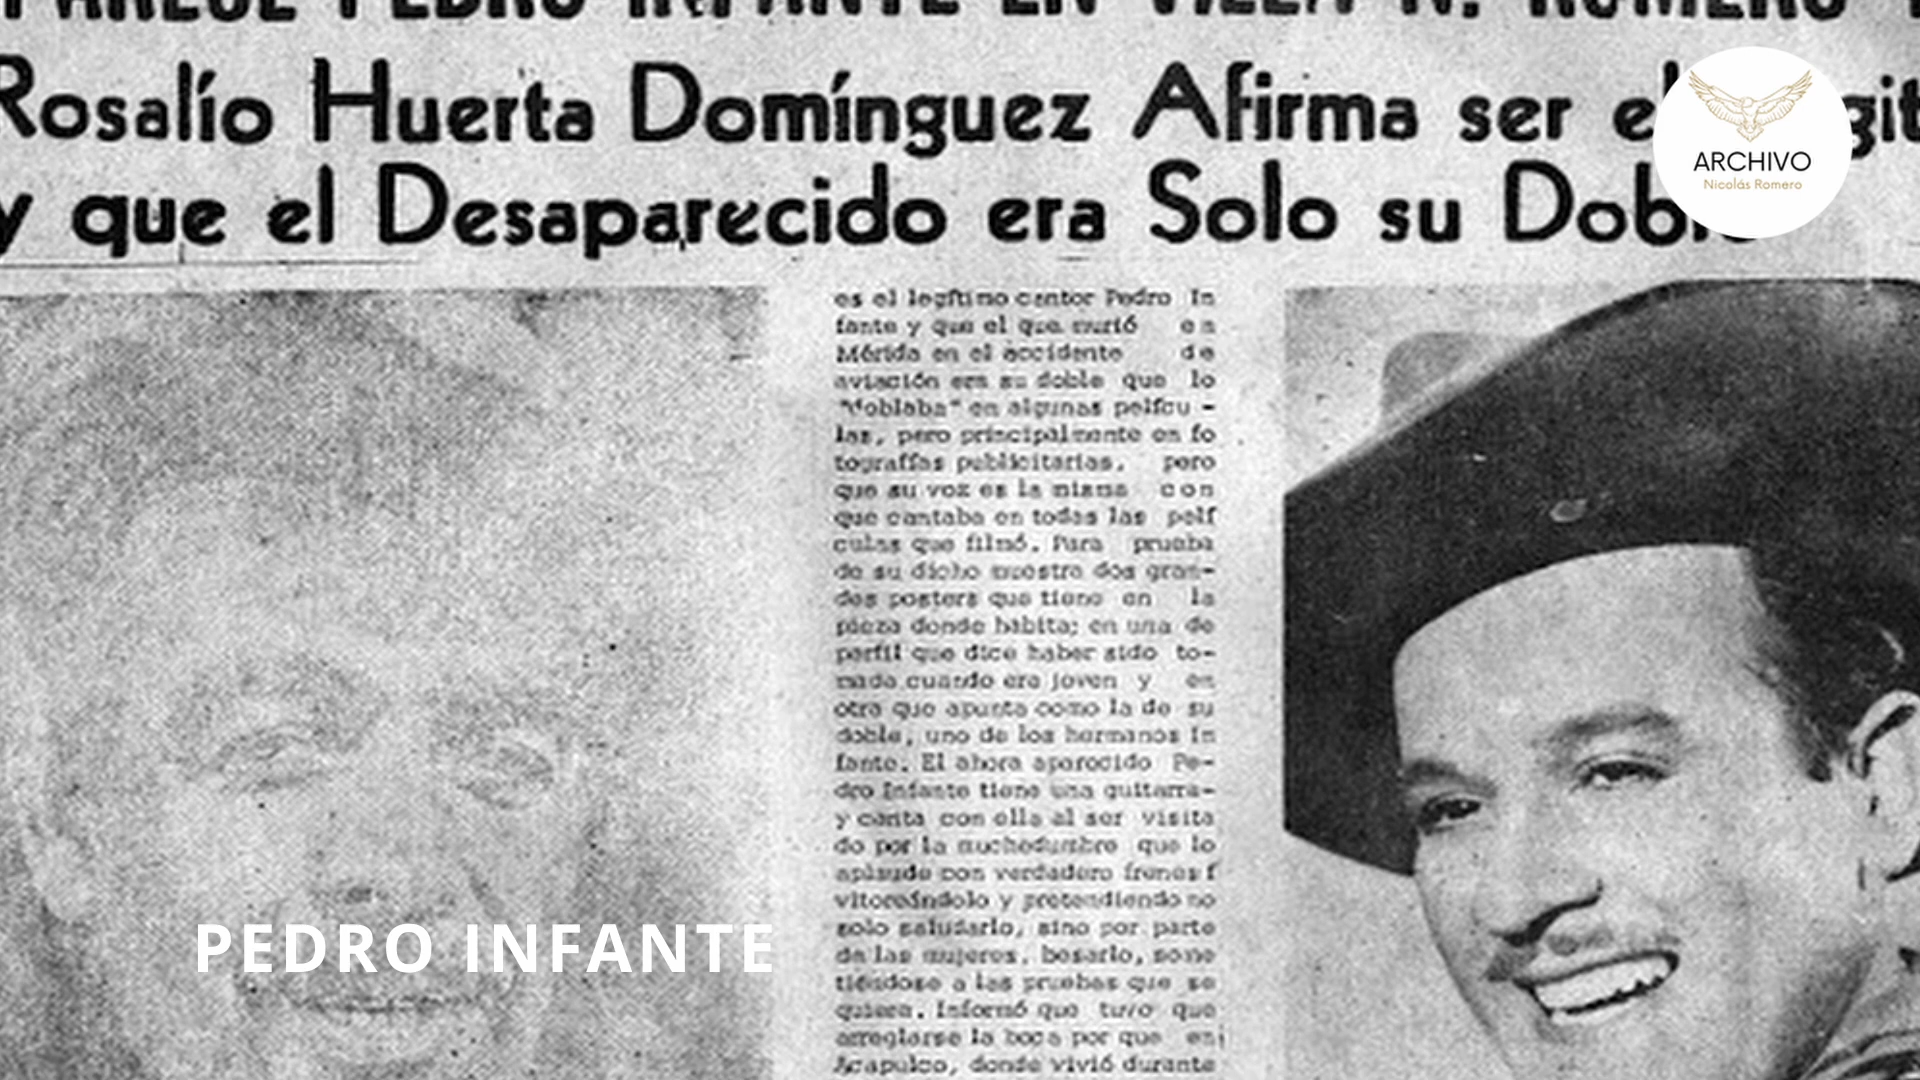 PARECE PEDRO INFANTE EN VILLA N. ROMERO
Rosalío Huerta Domínguez Afirma ser el
y que el Desaparecido era Solo su Doble
ARCHIVO
Nicolás Romero
es el legítimo cantor Pedro In
fante y que el que murió en
Mérida en el accidente de
aviación era su doble que lo
"doblaba" en algunas pelícu -
las, pero principalmente en fo
tografías publicitarias, pero
que su voz es la misma con
que cantaba en todas las pelí
culas que filmó. Para prueba
de su dicho muestra dos gran-
des posters que tiene en la
pieza donde habita; en una de
perfil que dice haber sido to-
mada cuando era joven y en
otra que apunta como la de su
doble, uno de los hermanos In
fante. El ahora aparecido Pe-
dro Infante tiene una guitarra-
y canta con ella al ser visita
do por la muchedumbre que lo
aplaude con verdadero frenesí
vitoreándolo y pretendiendo no
solo saludarlo, sino por parte
de las mujeres, besarlo, some
tiéndose a las pruebas que se
quiera. Informó que tuvo que
arreglarse la boca por que en
Acapulco, donde vivió durante
PEDRO INFANTE